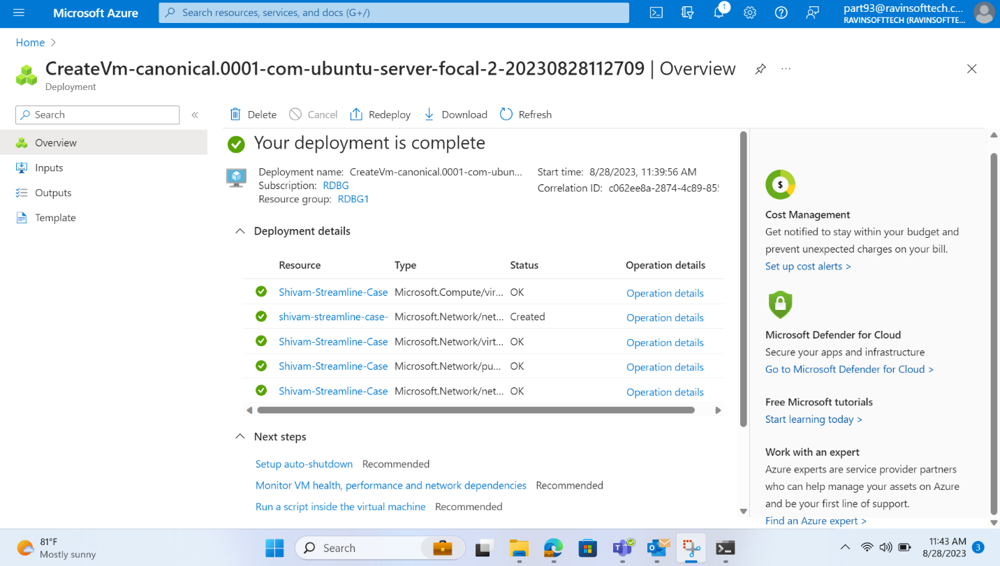 Microsoft Azure
Search resources, services, and docs (G+/)
1
part93@ravinsofttech.c...
RAVINSOFTTECH (RAVINSOFTTE...
Home
CreateVm-canonical.0001-com-ubuntu-server-focal-2-20230828112709 | Overview
Deployment
Search
Delete
Cancel
Redeploy
Download
Refresh
Overview
Inputs
Outputs
Template
Your deployment is complete
Deployment name: CreateVm-canonical.0001-com-ubun...
Subscription: RDBG
Resource group: RDBG1
Start time: 8/28/2023, 11:39:56 AM
Correlation ID: c062ee8a-2874-4c89-85
Deployment details
Resource Type Status Operation details
Shivam-Streamline-Case Microsoft.Compute/vir... OK Operation details
shivam-streamline-case- Microsoft.Network/net... Created Operation details
Shivam-Streamline-Case Microsoft.Network/virt... OK Operation details
Shivam-Streamline-Case Microsoft.Network/pu... OK Operation details
Shivam-Streamline-Case Microsoft.Network/net... OK Operation details
Next steps
Setup auto-shutdown Recommended
Monitor VM health, performance and network dependencies Recommended
Run a script inside the virtual machine Recommended
$
Cost Management
Get notified to stay within your budget and
prevent unexpected charges on your bill.
Set up cost alerts >
Microsoft Defender for Cloud
Secure your apps and infrastructure
Go to Microsoft Defender for Cloud >
Free Microsoft tutorials
Start learning today >
Work with an expert
Azure experts are service provider partners
who can help manage your assets on Azure
and be your first line of support.
Find an Azure expert >
81°F
Mostly sunny
Search
11:43 AM
8/28/2023
3